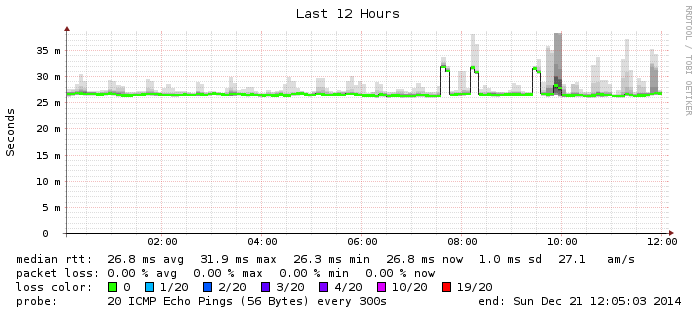 Last 12 Hours
RRDTOOL / TOBI OETIKER
Seconds
35 m
30 m
25 m
20 m
15 m
10 m
5 m
0
02:00 04:00 06:00 08:00 10:00 12:00
median rtt: 26.8 ms avg 31.9 ms max 26.3 ms min 26.8 ms now 1.0 ms sd 27.1 am/s
packet loss: 0.00 % avg 0.00 % max 0.00 % min 0.00 % now
loss color: 0 1/20 2/20 3/20 4/20 10/20 19/20
probe: 20 ICMP Echo Pings (56 Bytes) every 300s end: Sun Dec 21 12:05:03 2014